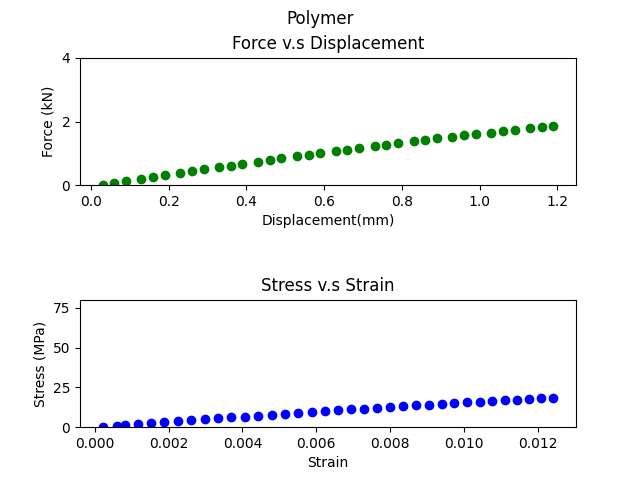 Polymer
Force v.s Displacement
Force (kN)
4
2
0
0.0 0.2 0.4 0.6 0.8 1.0 1.2
Displacement(mm)
Stress v.s Strain
Stress (MPa)
75
50
25
0
0.000 0.002 0.004 0.006 0.008 0.010 0.012
Strain